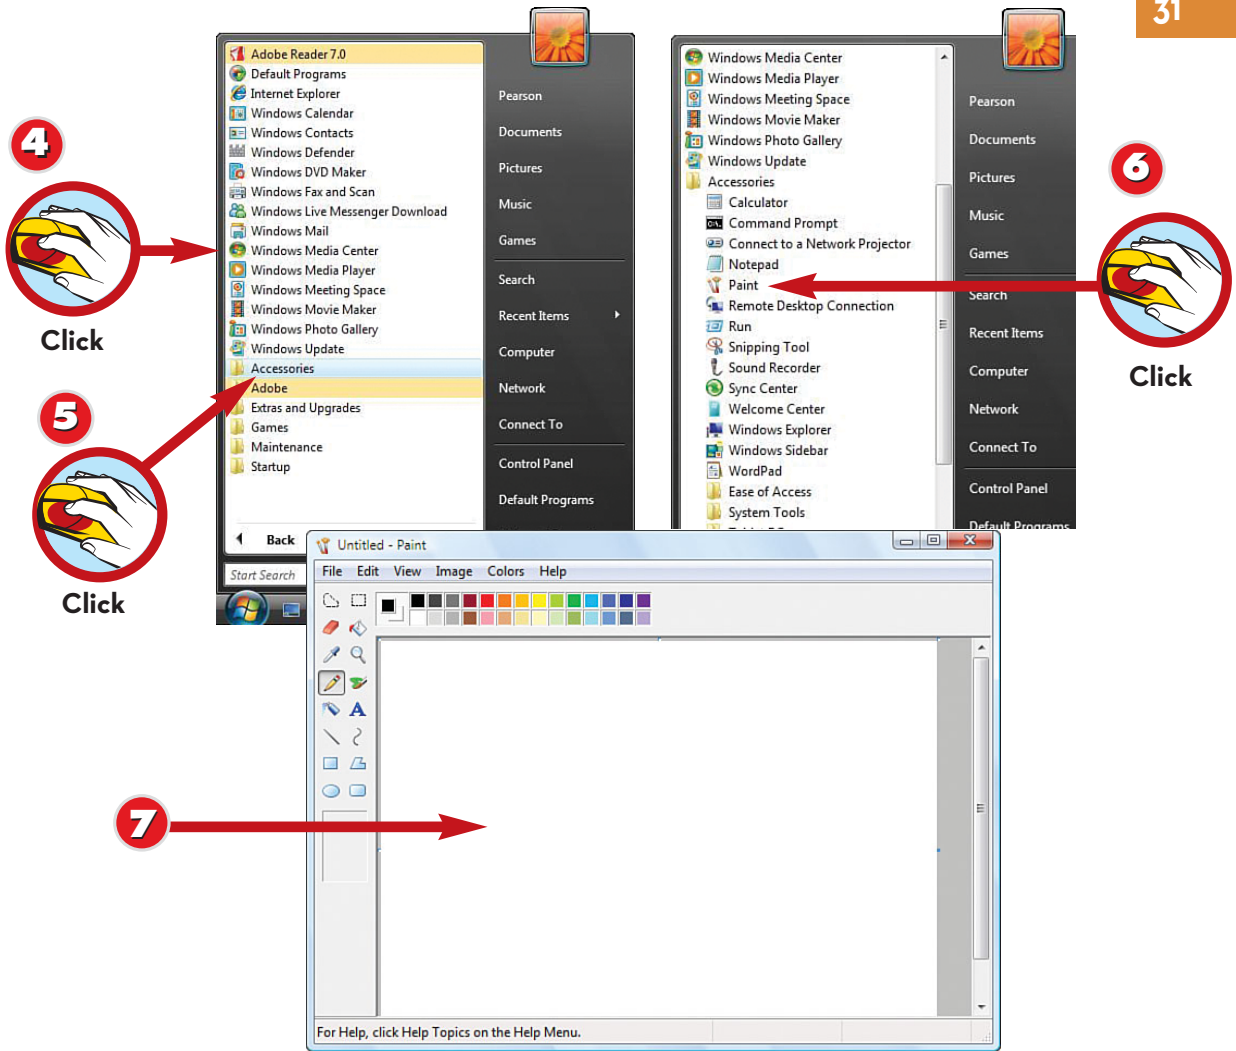 31
4
Click
5
Click
Adobe Reader 7.0
Default Programs
Internet Explorer
Windows Calendar
Windows Contacts
Windows Defender
Windows DVD Maker
Windows Fax and Scan
Windows Live Messenger Download
Windows Mail
Windows Media Center
Windows Media Player
Windows Meeting Space
Windows Movie Maker
Windows Photo Gallery
Windows Update
Accessories
Adobe
Extras and Upgrades
Games
Maintenance
Startup
Back
Start Search
Pearson
Documents
Pictures
Music
Games
Search
Recent Items
Computer
Network
Connect To
Control Panel
Default Programs
Windows Media Center
Windows Media Player
Windows Meeting Space
Windows Movie Maker
Windows Photo Gallery
Windows Update
Accessories
Calculator
Command Prompt
Connect to a Network Projector
Notepad
Paint
Remote Desktop Connection
Run
Snipping Tool
Sound Recorder
Sync Center
Welcome Center
Windows Explorer
Windows Sidebar
WordPad
Ease of Access
System Tools
Pearson
Documents
Pictures
Music
Games
Search
Recent Items
Computer
Network
Connect To
Control Panel
Default Programs
6
Click
7
Untitled - Paint
File Edit View Image Colors Help
A
For Help, click Help Topics on the Help Menu.